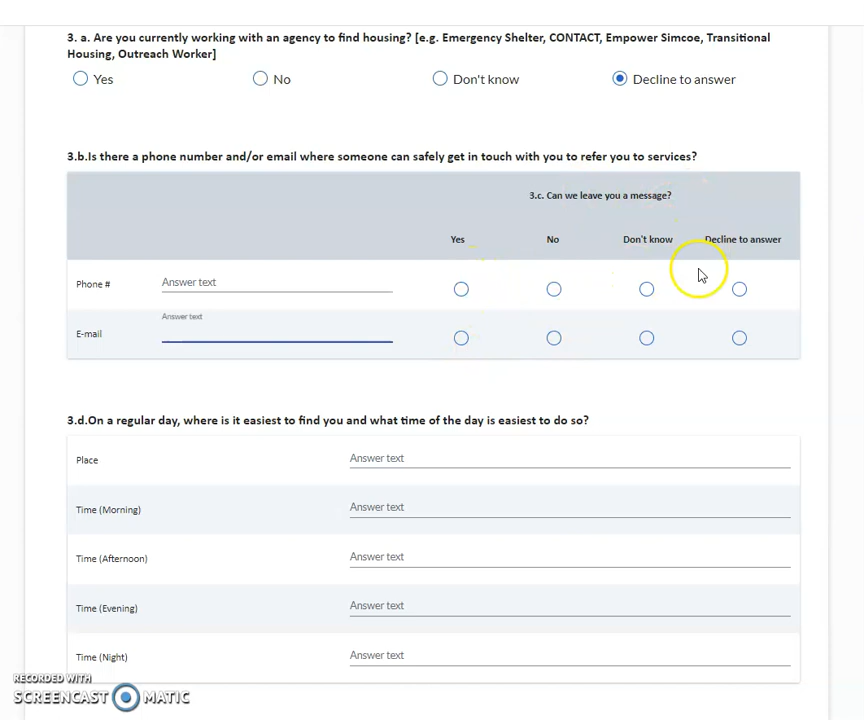 3. a. Are you currently working with an agency to find housing? [e.g. Emergency Shelter, CONTACT, Empower Simcoe, Transitional
Housing, Outreach Worker]
Yes No Don't know Decline to answer
3.b.Is there a phone number and/or email where someone can safely get in touch with you to refer you to services?
3.c. Can we leave you a message?
Yes No Don't know Decline to answer
Phone # Answer text
Answer text
E-mail
3.d.On a regular day, where is it easiest to find you and what time of the day is easiest to do so?
Place Answer text
Time (Morning) Answer text
Time (Afternoon) Answer text
Time (Evening) Answer text
Time (Night) Answer text
RECORDED WITH
SCREENCAST MATIC